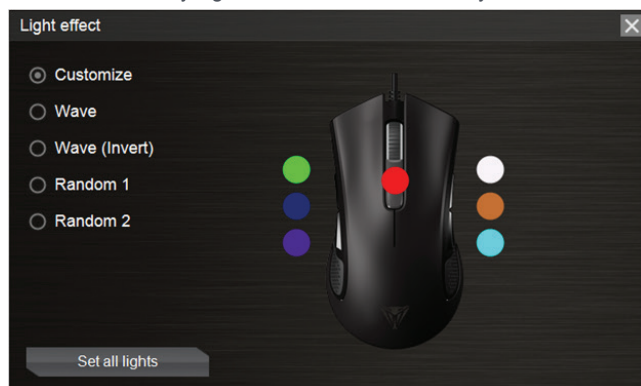 Light effect
Customize
Wave
Wave (Invert)
Random 1
Random 2
Set all lights